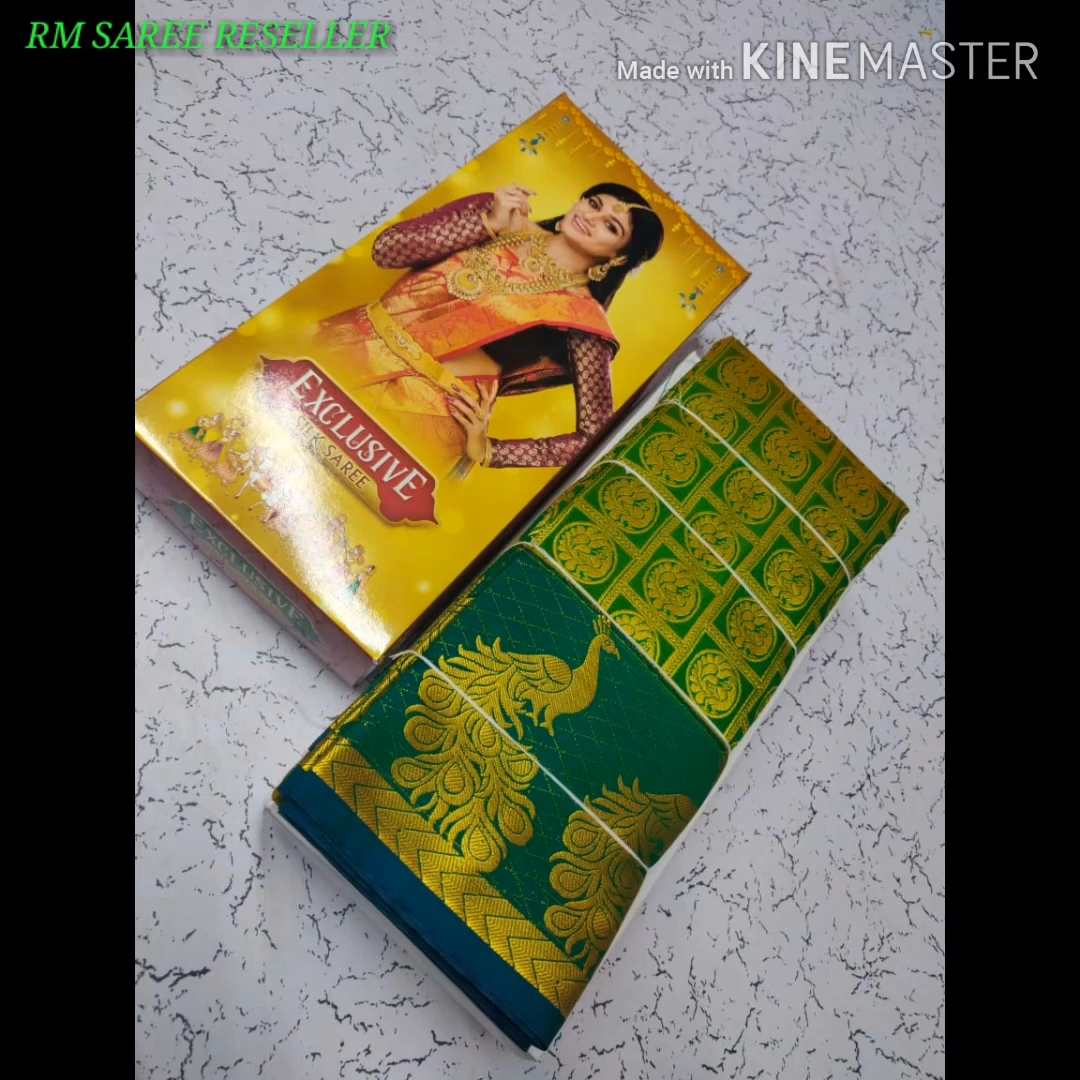 RM SAREE RESELLER
Made with KINEMASTER
EXCLUSIVE
SILK SAREE
EXCLUSIVE